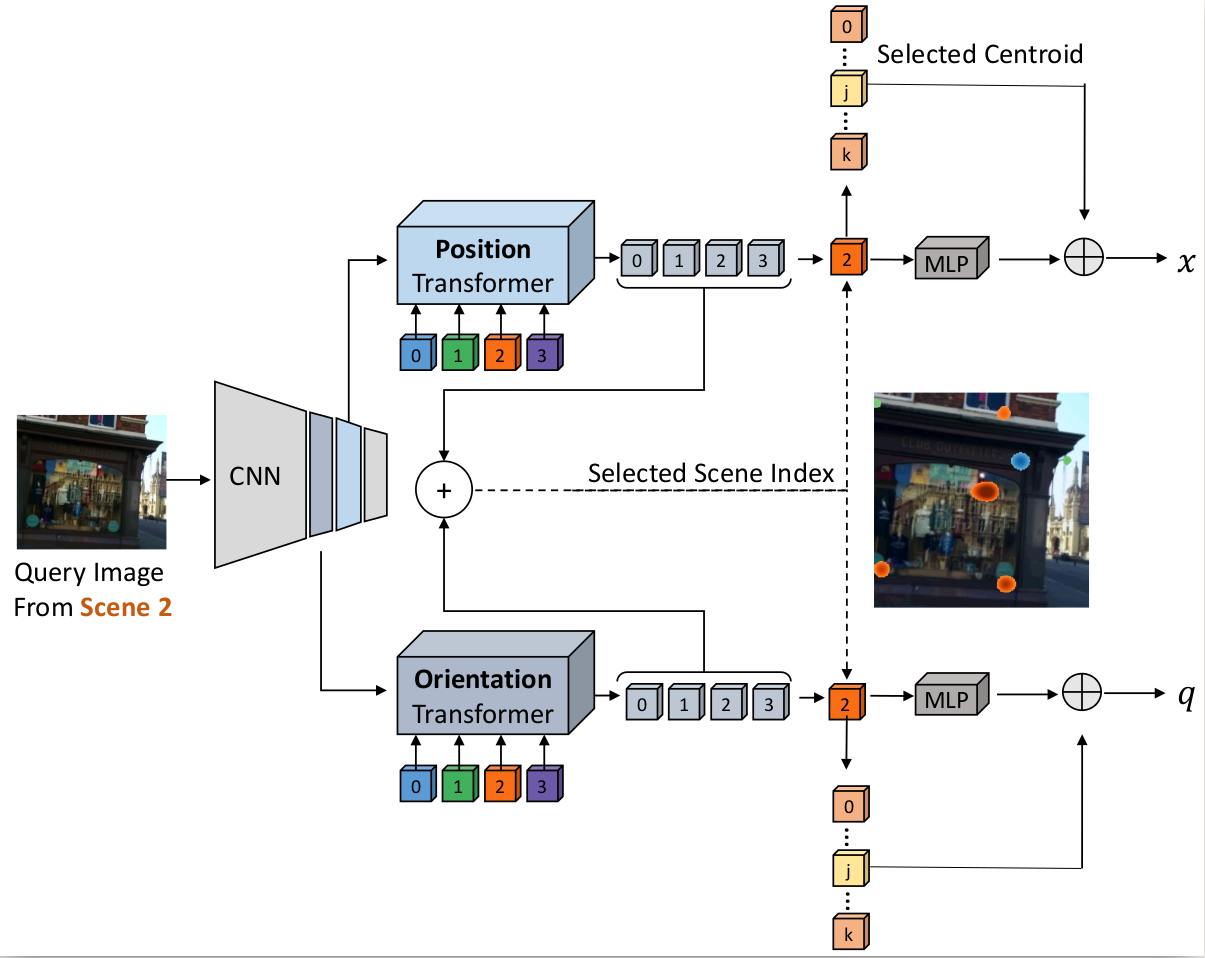 0
Selected Centroid
j
k
Position
Transformer
0 1 2 3
2
MLP
x
0 1 2 3
CNN
+
Selected Scene Index
Query Image
From Scene 2
Orientation
Transformer
0 1 2 3
2
MLP
q
0 1 2 3
0
j
k